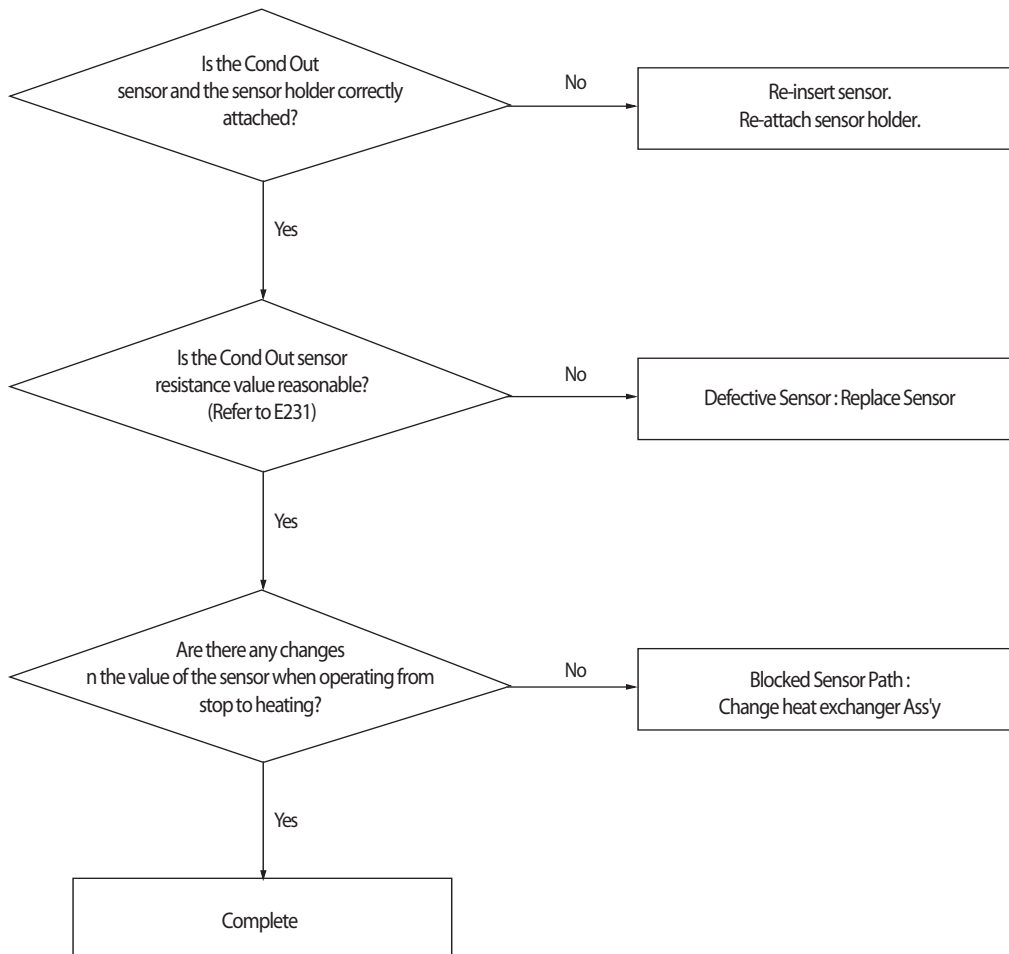 Is the Cond Out
sensor and the sensor holder correctly
attached?
No
Re-insert sensor.
Re-attach sensor holder.
Yes
Is the Cond Out sensor
resistance value reasonable?
(Refer to E231)
No
Defective Sensor : Replace Sensor
Yes
Are there any changes
n the value of the sensor when operating from
stop to heating?
No
Blocked Sensor Path :
Change heat exchanger Ass'y
Yes
Complete